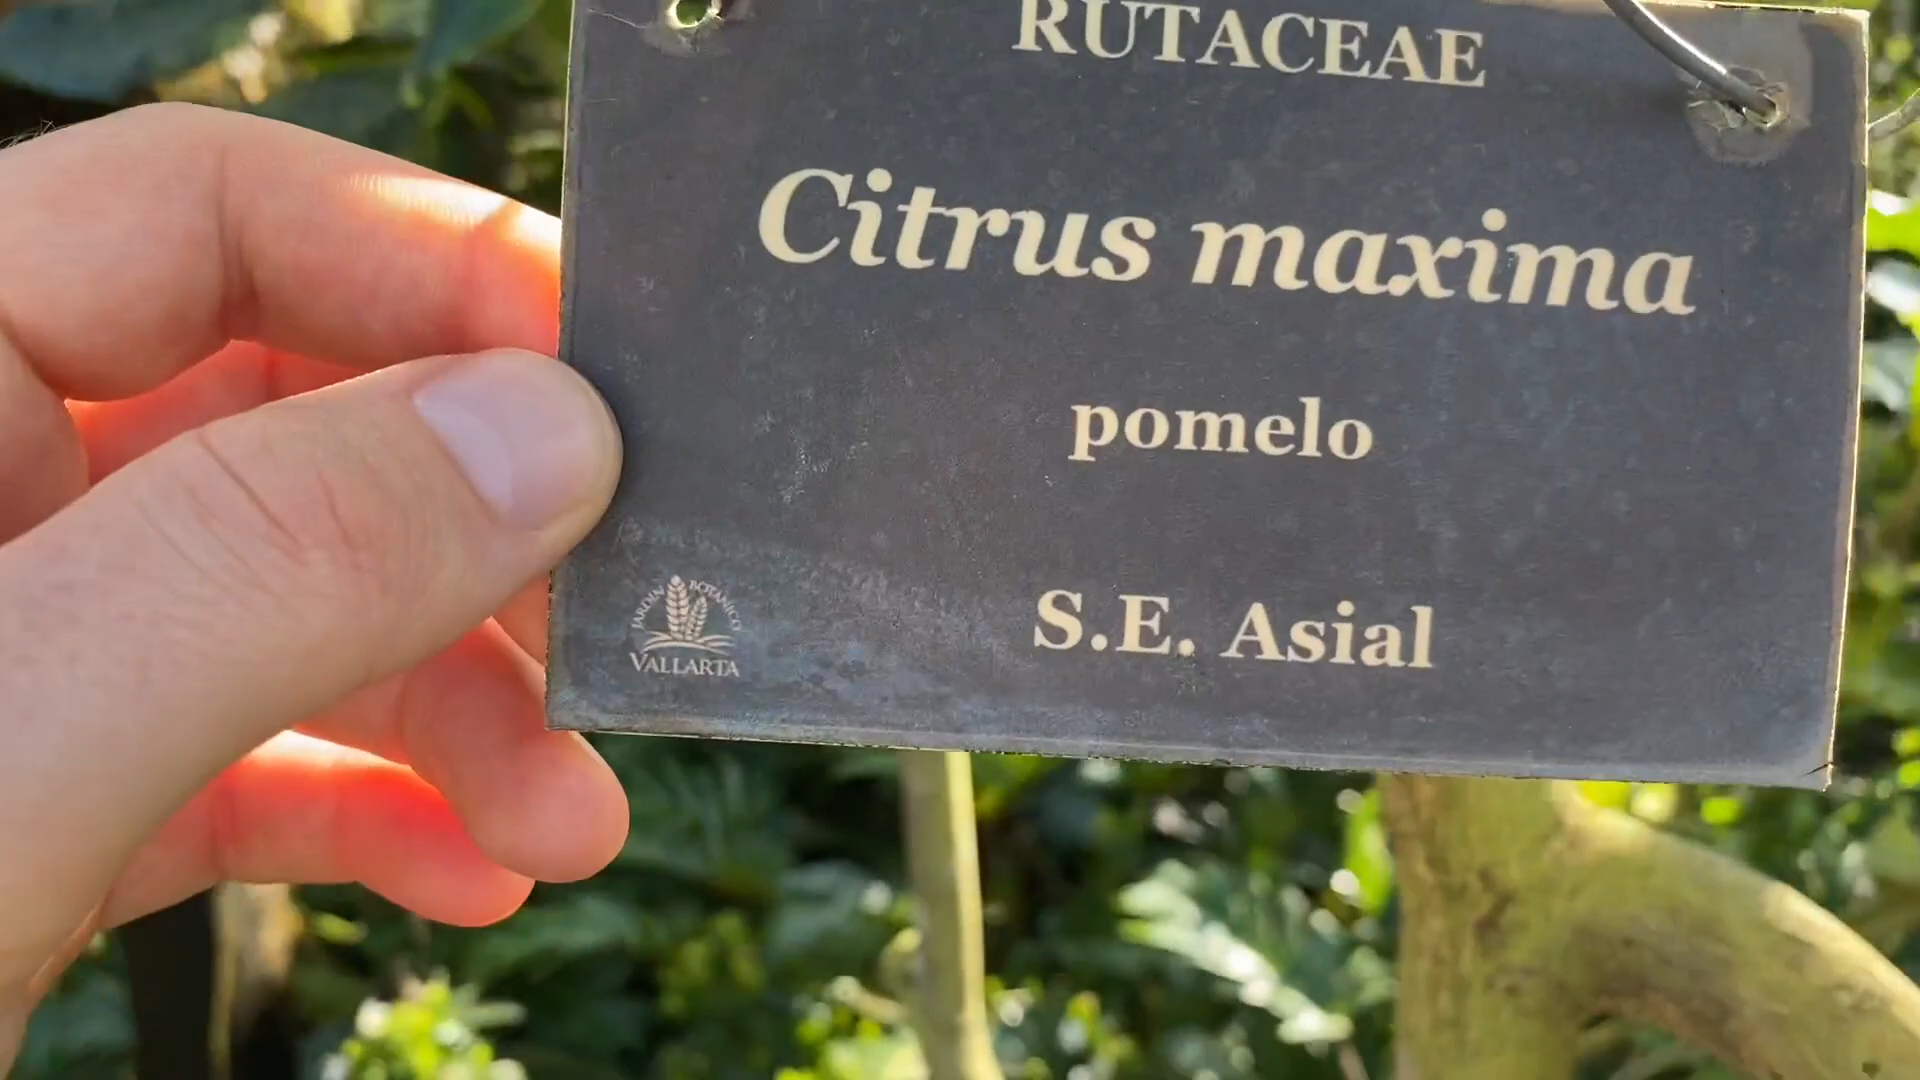 RUTACEAE
Citrus maxima
pomelo
S.E. Asial
JARDIN BOTANICO
VALLARTA